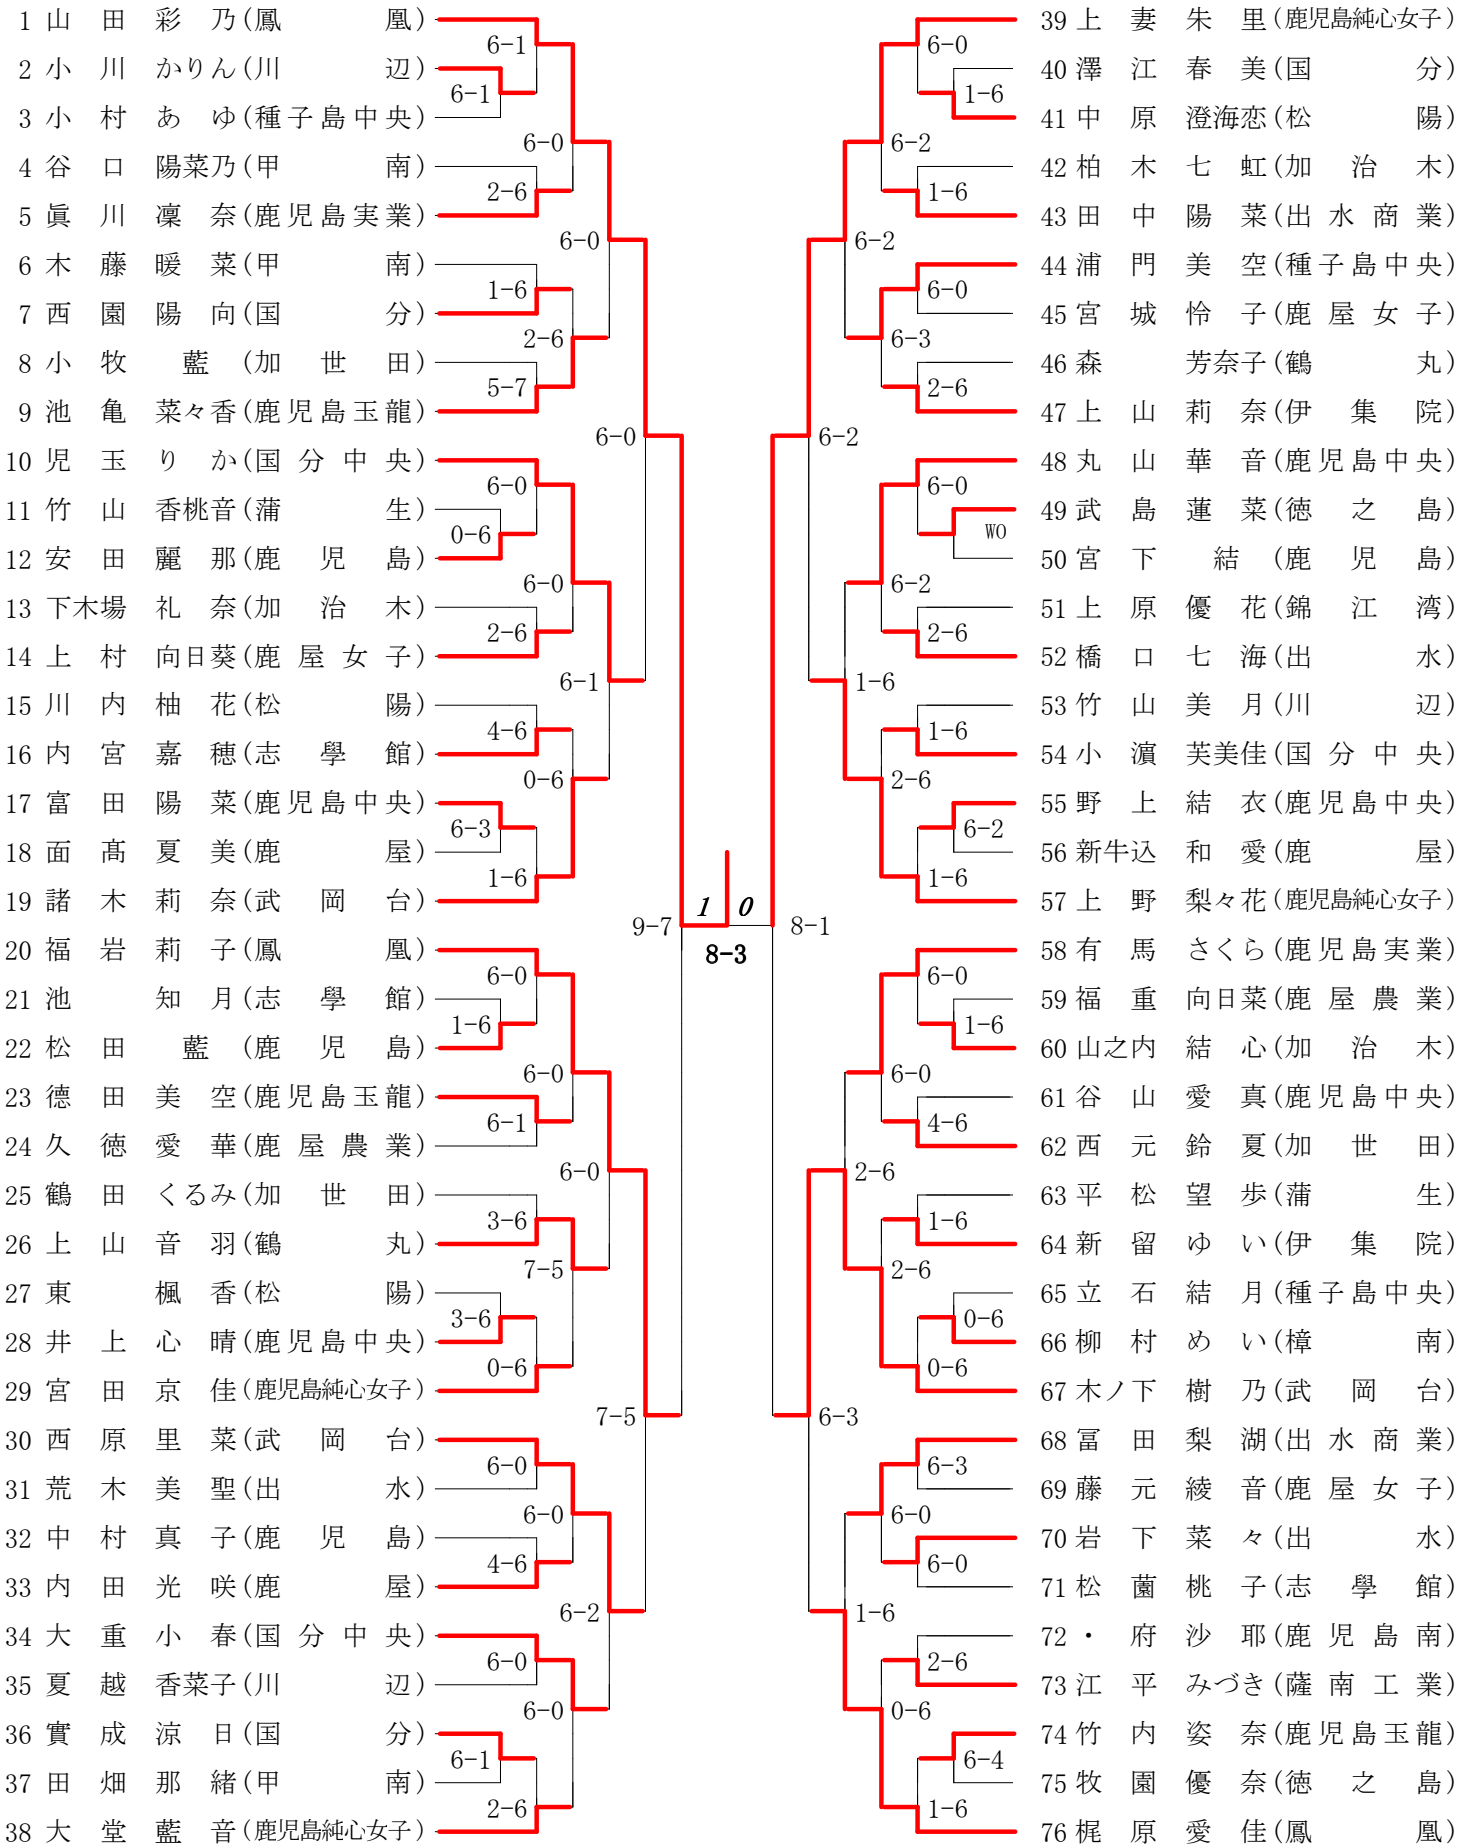 1 山 田 彩 乃(鳳 凰)
6-1
2 小 川 かりん(川 辺)
6-1
3 小 村 あ ゆ(種子島中央)
6-0
4 谷 口 陽菜乃(甲 南)
2-6
5 眞 川 凜 奈(鹿児島実業)
6-0
6 木 藤 暖 菜(甲 南)
1-6
7 西 園 陽 向(国 分)
2-6
8 小 牧 藍 (加 世 田)
5-7
9 池 亀 菜々香(鹿児島玉龍)
6-0
10 児 玉 り か(国分中央)
6-0
11 竹 山 香桃音(蒲 生)
0-6
12 安 田 麗 那(鹿 児 島)
6-0
13 下木場 礼 奈(加 治 木)
2-6
14 上 村 向日葵(鹿屋女子)
6-1
15 川 内 柚 花(松 陽)
4-6
16 内 宮 嘉 穂(志 學 館)
0-6
17 富 田 陽 菜(鹿児島中央)
6-3
18 面 髙 夏 美(鹿 屋)
1-6
19 諸 木 莉 奈(武 岡 台)
9-7
20 福 岩 莉 子(鳳 凰)
6-0
21 池 知 月(志 學 館)
1-6
22 松 田 藍 (鹿 児 島)
6-0
23 德 田 美 空(鹿児島玉龍)
6-1
24 久 徳 愛 華(鹿屋農業)
6-0
25 鶴 田 くるみ(加 世 田)
3-6
26 上 山 音 羽(鶴 丸)
7-5
27 東 楓 香(松 陽)
3-6
28 井 上 心 晴(鹿児島中央)
0-6
29 宮 田 京 佳(鹿児島純心女子)
7-5
30 西 原 里 菜(武 岡 台)
6-0
31 荒 木 美 聖(出 水)
6-0
32 中 村 真 子(鹿 児 島)
4-6
33 内 田 光 咲(鹿 屋)
6-2
34 大 重 小 春(国分中央)
6-0
35 夏 越 香菜子(川 辺)
6-0
36 實 成 涼 日(国 分)
6-1
37 田 畑 那 緒(甲 南)
2-6
38 大 堂 藍 音(鹿児島純心女子)
1 0
8-3
39 上 妻 朱 里(鹿児島純心女子)
6-0
40 澤 江 春 美(国 分)
1-6
41 中 原 澄海恋(松 陽)
6-2
42 柏 木 七 虹(加 治 木)
1-6
43 田 中 陽 菜(出水商業)
6-2
44 浦 門 美 空(種子島中央)
6-0
45 宮 城 怜 子(鹿屋女子)
6-3
46 森 芳奈子(鶴 丸)
2-6
47 上 山 莉 奈(伊 集 院)
6-2
48 丸 山 華 音(鹿児島中央)
6-0
49 武 島 蓮 菜(徳 之 島)
WO
50 宮 下 結 (鹿 児 島)
6-2
51 上 原 優 花(錦 江 湾)
2-6
52 橋 口 七 海(出 水)
1-6
53 竹 山 美 月(川 辺)
1-6
54 小 濵 芙美佳(国分中央)
2-6
55 野 上 結 衣(鹿児島中央)
6-2
56 新牛込 和 愛(鹿 屋)
1-6
57 上 野 梨々花(鹿児島純心女子)
8-1
58 有 馬 さくら(鹿児島実業)
6-0
59 福 重 向日菜(鹿屋農業)
1-6
60 山之内 結 心(加 治 木)
6-0
61 谷 山 愛 真(鹿児島中央)
4-6
62 西 元 鈴 夏(加 世 田)
2-6
63 平 松 望 歩(蒲 生)
1-6
64 新 留 ゆ い(伊 集 院)
2-6
65 立 石 結 月(種子島中央)
0-6
66 柳 村 め い(樟 南)
0-6
67 木ノ下 樹 乃(武 岡 台)
6-3
68 冨 田 梨 湖(出水商業)
6-3
69 藤 元 綾 音(鹿屋女子)
6-0
70 岩 下 菜 々(出 水)
6-0
71 松 薗 桃 子(志 學 館)
1-6
72 ・ 府 沙 耶(鹿児島南)
2-6
73 江 平 みづき(薩南工業)
0-6
74 竹 内 姿 奈(鹿児島玉龍)
6-4
75 牧 園 優 奈(徳 之 島)
1-6
76 梶 原 愛 佳(鳳 凰)